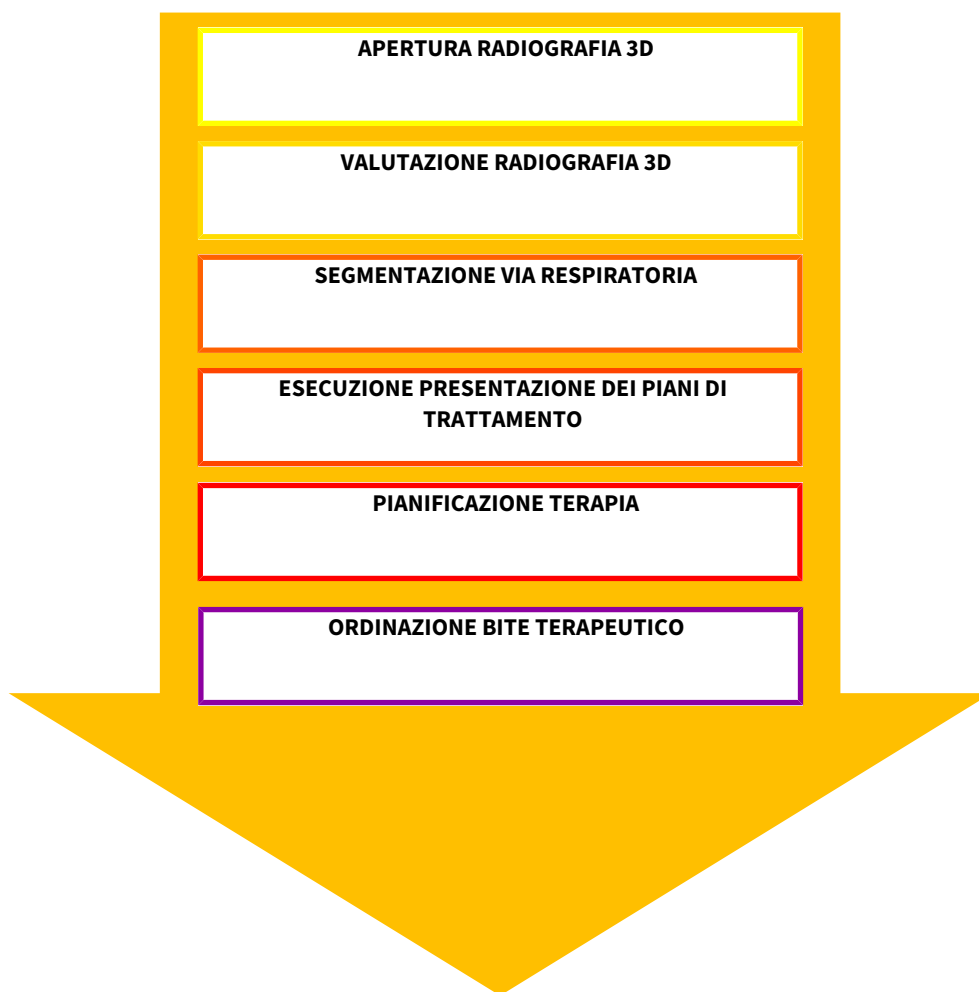 APERTURA RADIOGRAFIA 3D
VALUTAZIONE RADIOGRAFIA 3D
SEGMENTAZIONE VIA RESPIRATORIA
ESECUZIONE PRESENTAZIONE DEI PIANI DI
TRATTAMENTO
PIANIFICAZIONE TERAPIA
ORDINAZIONE BITE TERAPEUTICO